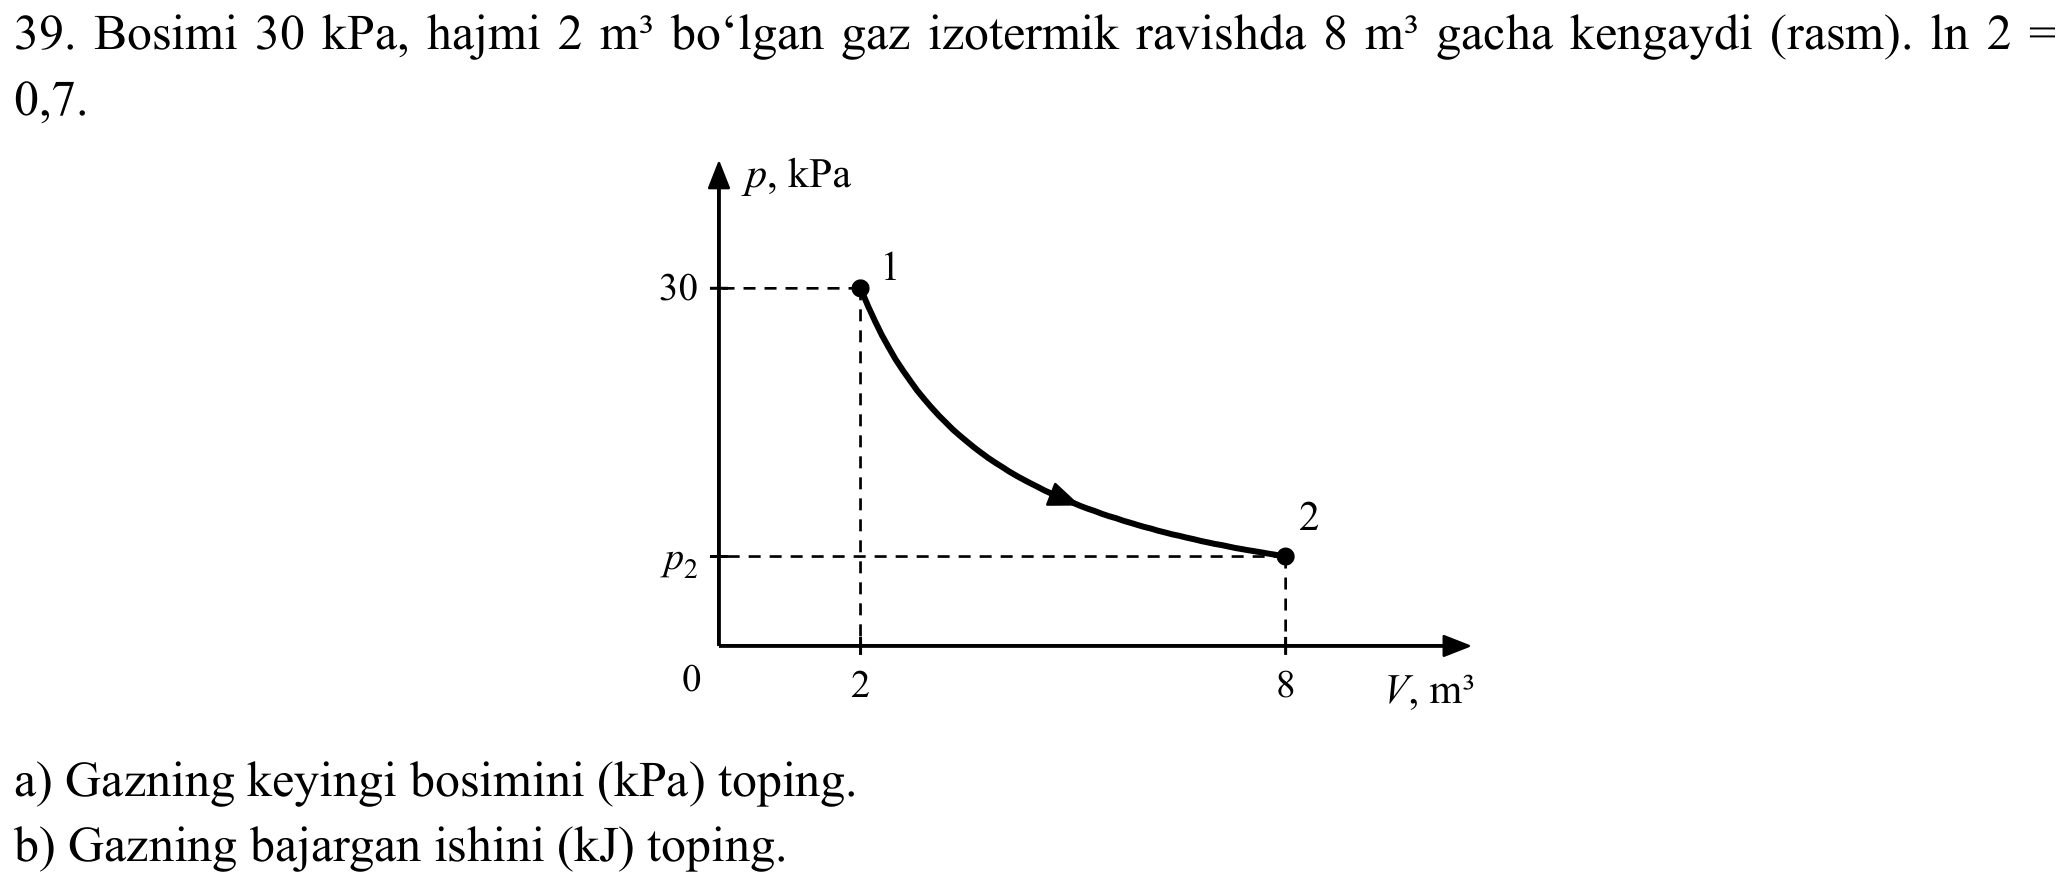 39. Bosimi 30 kPa, hajmi 2 m³ bo‘lgan gaz izotermik ravishda 8 m³ gacha kengaydi (rasm). ln 2 =
0,7.
p, kPa
1
30
2
p₂
0
2
8
V, m³
a) Gazning keyingi bosimini (kPa) toping.
b) Gazning bajargan ishini (kJ) toping.